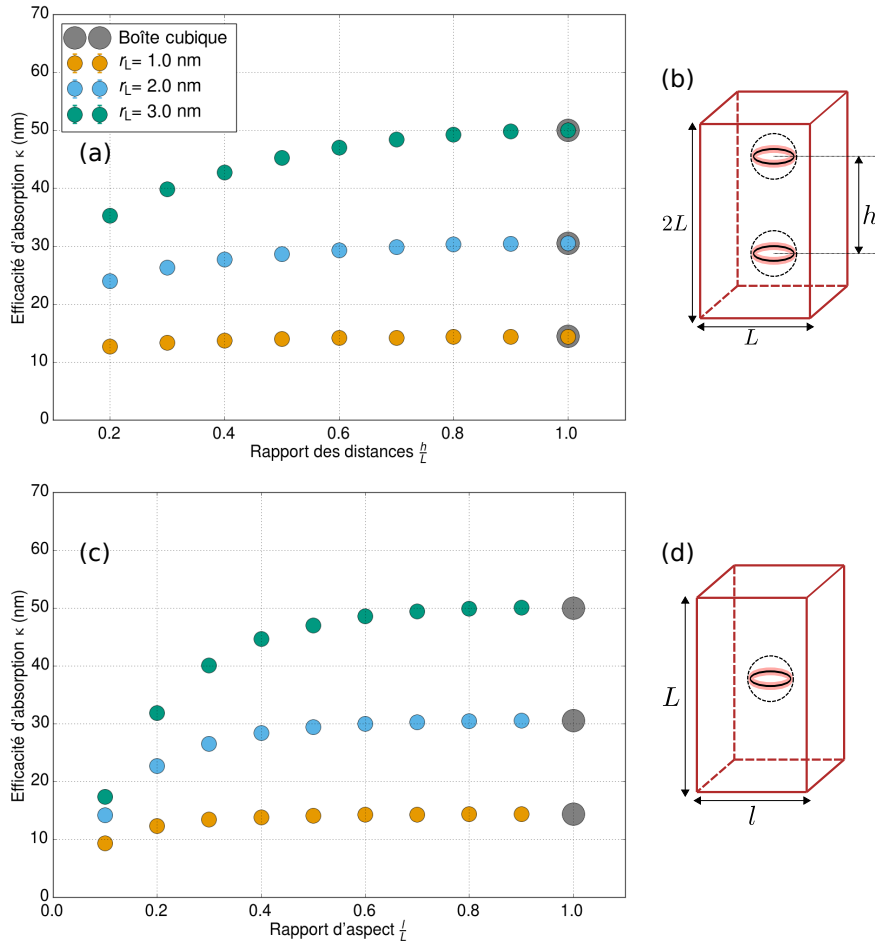 70
60
50
40
30
20
10
0
Efficacité d'absorption κ (nm)
Boîte cubique
rL= 1.0 nm
rL= 2.0 nm
rL= 3.0 nm
(a)
0.2 0.4 0.6 0.8 1.0
Rapport des distances h/L
(b)
2L
h
L
70
60
50
40
30
20
10
0
Efficacité d'absorption κ (nm)
(c)
0.0 0.2 0.4 0.6 0.8 1.0
Rapport d'aspect l/L
(d)
L
l